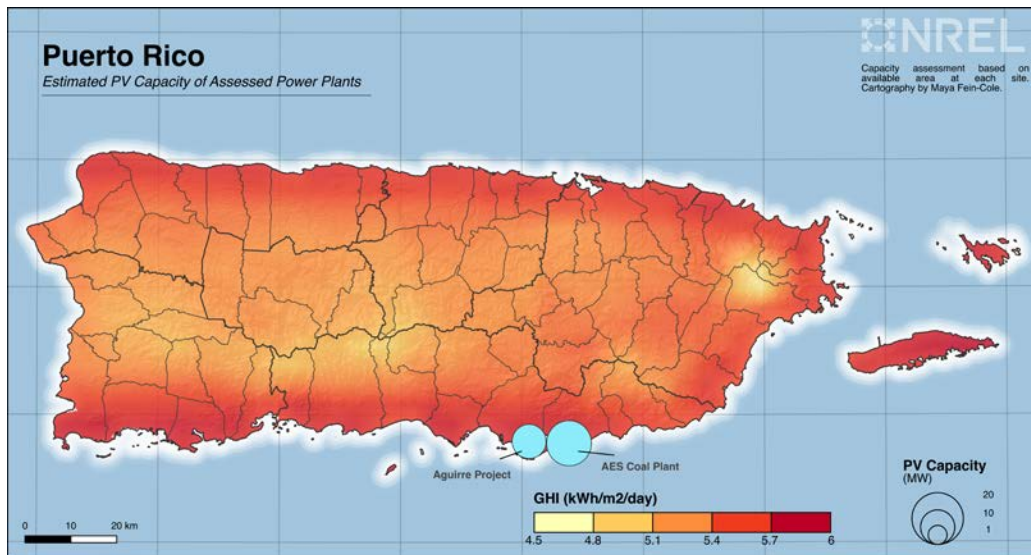 Puerto Rico
Estimated PV Capacity of Assessed Power Plants
NREL
Capacity assessment based on
available area at each site.
Cartography by Maya Fein-Cole.
Aguirre Project
AES Coal Plant
0 10 20 km
GHI (kWh/m2/day)
4.5 4.8 5.1 5.4 5.7 6
PV Capacity
(MW)
20
10
1